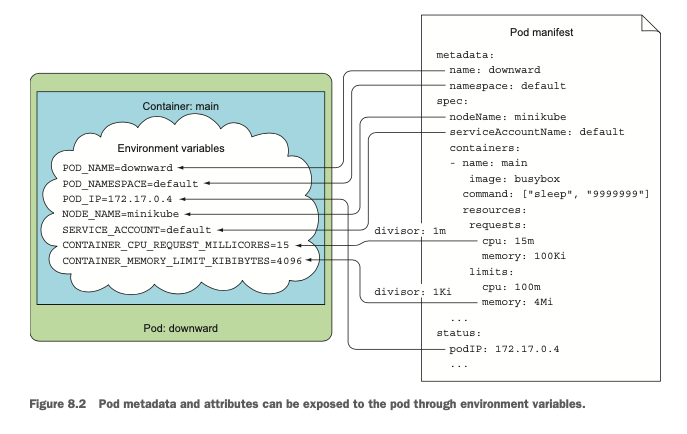 Container: main
Environment variables
POD_NAME=downward
POD_NAMESPACE=default
POD_IP=172.17.0.4
NODE_NAME=minikube
SERVICE_ACCOUNT=default
CONTAINER_CPU_REQUEST_MILLICORES=15
CONTAINER_MEMORY_LIMIT_KIBIBYTES=4096
Pod: downward
divisor: 1m
divisor: 1Ki
Pod manifest
metadata:
name: downward
namespace: default
spec:
nodeName: minikube
serviceAccountName: default
containers:
- name: main
image: busybox
command: ["sleep", "9999999"]
resources:
requests:
cpu: 15m
memory: 100Ki
limits:
cpu: 100m
memory: 4Mi
...
status:
podIP: 172.17.0.4
...
Figure 8.2 Pod metadata and attributes can be exposed to the pod through environment variables.